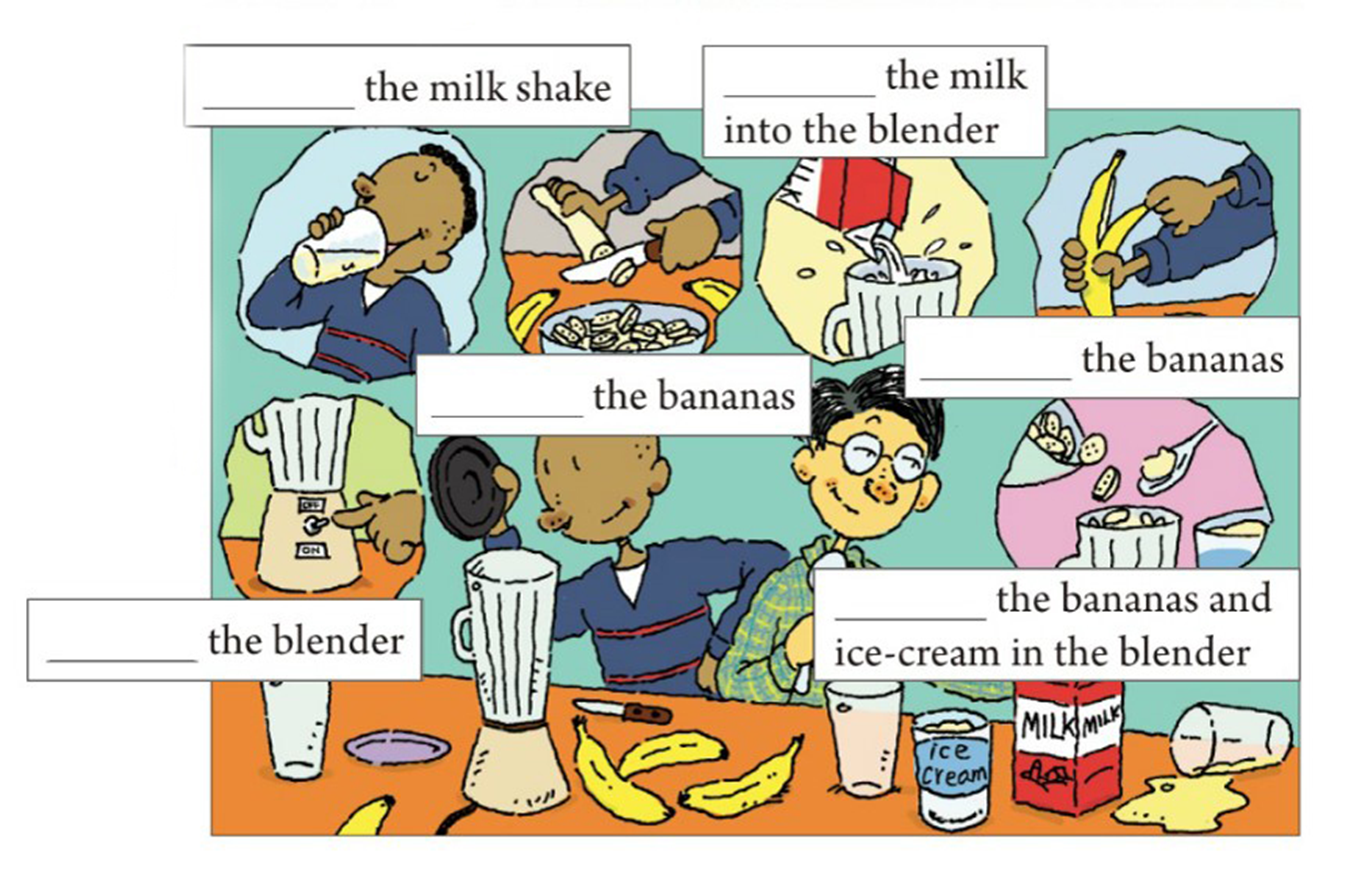 ________ the milk shake
________ the milk
into the blender
ILK
________ the bananas
________ the bananas
OFF
ON
________ the bananas and
ice-cream in the blender
________ the blender
MILK MILK
ice
cream